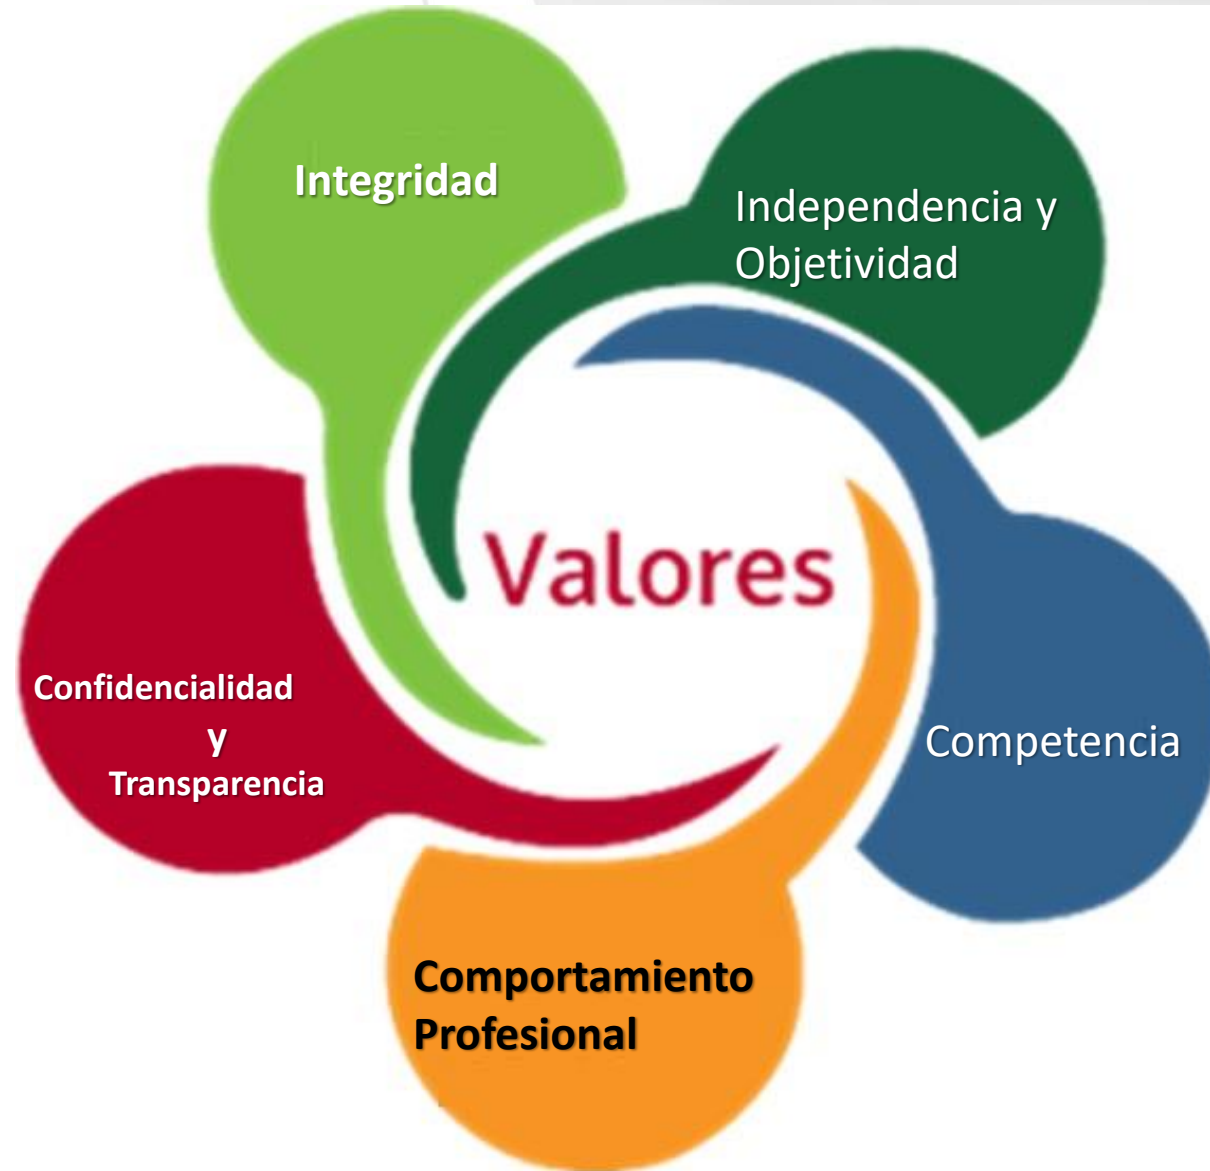 Integridad
Independencia y
Objetividad
Valores
Confidencialidad
y
Transparencia
Competencia
Comportamiento
Profesional